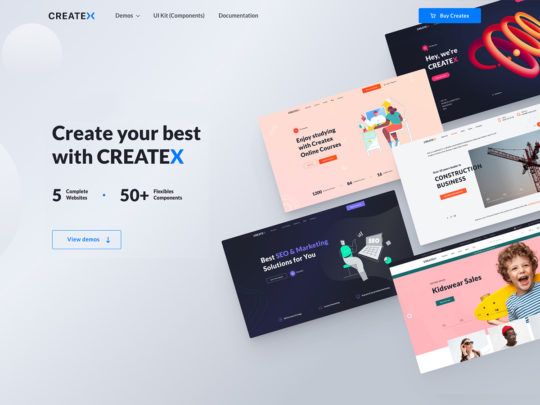 CREATEX
Demos
UI Kit (Components)
Documentation
Buy Createx
Create your best
with CREATEX
5
Complete
Websites
50+
Flexibles
Components
View demos
Hey, we're
CREATEX
Enjoy studying
with Createx
Online Courses
CONSTRUCTION
BUSINESS
Best SEO & Marketing
Solutions for You
SEO
Kidswear Sales